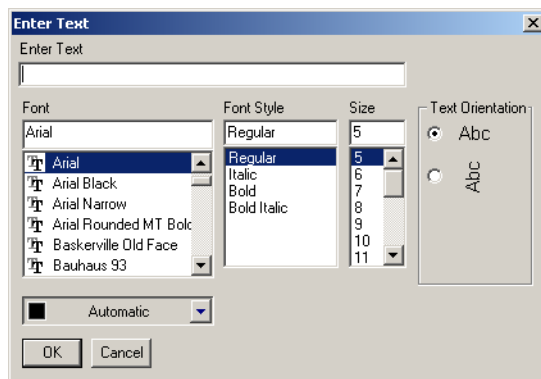 Enter Text
Enter Text
Font
Arial
Arial
Arial Black
Arial Narrow
Arial Rounded MT Bolc
Baskerville Old Face
Bauhaus 93
Automatic
OK Cancel
Font Style
Regular
Regular
Italic
Bold
Bold Italic
Size
5
5
6
7
8
9
10
11
Text Orientation
Abc
Abc